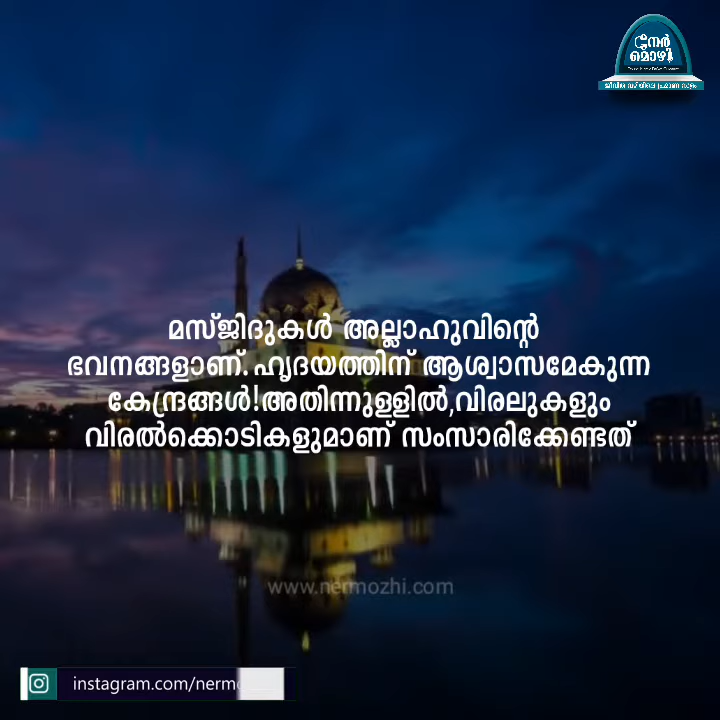 നേർ
മൊഴി
മസ്ജിദുകൾ അല്ലാഹുവിന്റെ
ഭവനങ്ങളാണ്. ഹൃദയത്തിന് ആശ്വാസമേകുന്ന
കേന്ദ്രങ്ങൾ!അതിന്നുള്ളിൽ,വിരലുകളും
വിരൽക്കൊടികളുമാണ് സംസാരിക്കേണ്ടത്
www.nermozhi.com
instagram.com/nerm